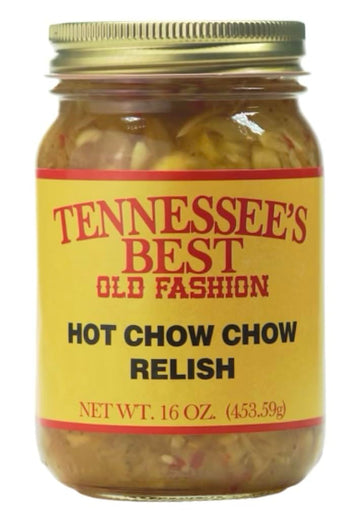 TENNESSEE'S
BEST
OLD FASHION
HOT CHOW CHOW
RELISH
NET WT. 16 OZ. (453.59g)